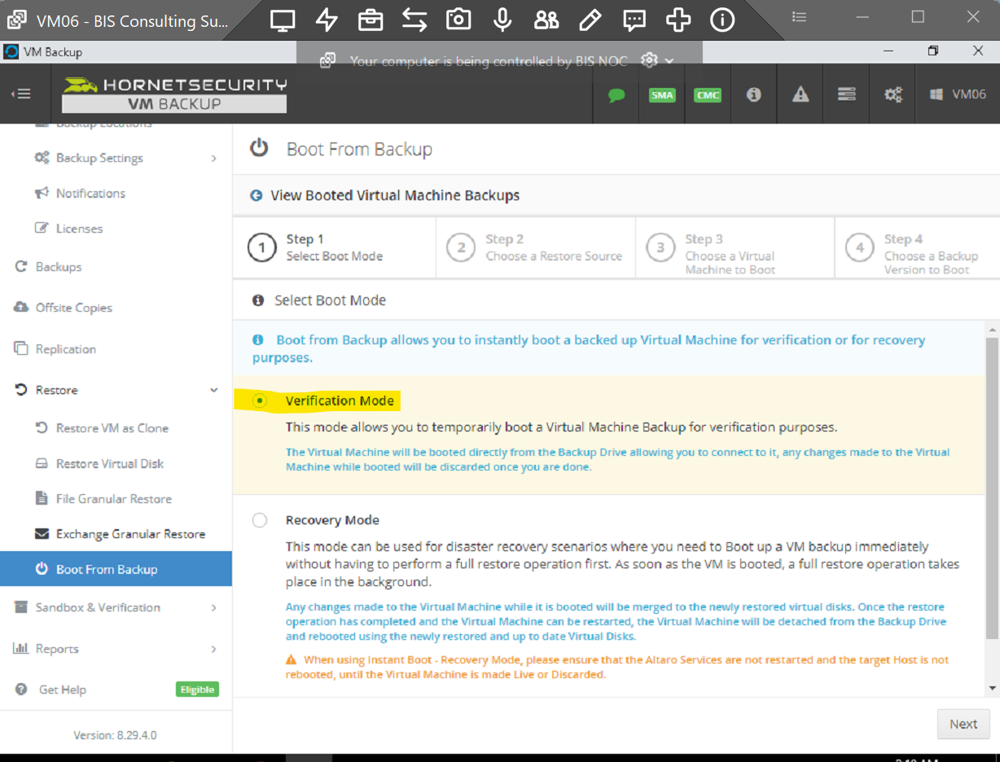 VM06 - BIS Consulting Su...
VM Backup
Your computer is being controlled by BIS NOC
HORNETSECURITY
VM BACKUP
SMA
CMC
VM06
Backup Locations
Backup Settings
Notifications
Licenses
Backups
Offsite Copies
Replication
Restore
Restore VM as Clone
Restore Virtual Disk
File Granular Restore
Exchange Granular Restore
Boot From Backup
Sandbox & Verification
Reports
Get Help
Eligible
Version: 8.29.4.0
Boot From Backup
View Booted Virtual Machine Backups
1
Step 1
Select Boot Mode
2
Step 2
Choose a Restore Source
3
Step 3
Choose a Virtual
Machine to Boot
4
Step 4
Choose a Backup
Version to Boot
Select Boot Mode
Boot from Backup allows you to instantly boot a backed up Virtual Machine for verification or for recovery
purposes.
Verification Mode
This mode allows you to temporarily boot a Virtual Machine Backup for verification purposes.
The Virtual Machine will be booted directly from the Backup Drive allowing you to connect to it, any changes made to the Virtual
Machine while booted will be discarded once you are done.
Recovery Mode
This mode can be used for disaster recovery scenarios where you need to Boot up a VM backup immediately
without having to perform a full restore operation first. As soon as the VM is booted, a full restore operation takes
place in the background.
Any changes made to the Virtual Machine while it is booted will be merged to the newly restored virtual disks. Once the restore
operation has completed and the Virtual Machine can be restarted, the Virtual Machine will be detached from the Backup Drive
and rebooted using the newly restored and up to date Virtual Disks.
When using Instant Boot - Recovery Mode, please ensure that the Altaro Services are not restarted and the target Host is not
rebooted, until the Virtual Machine is made Live or Discarded.
Next